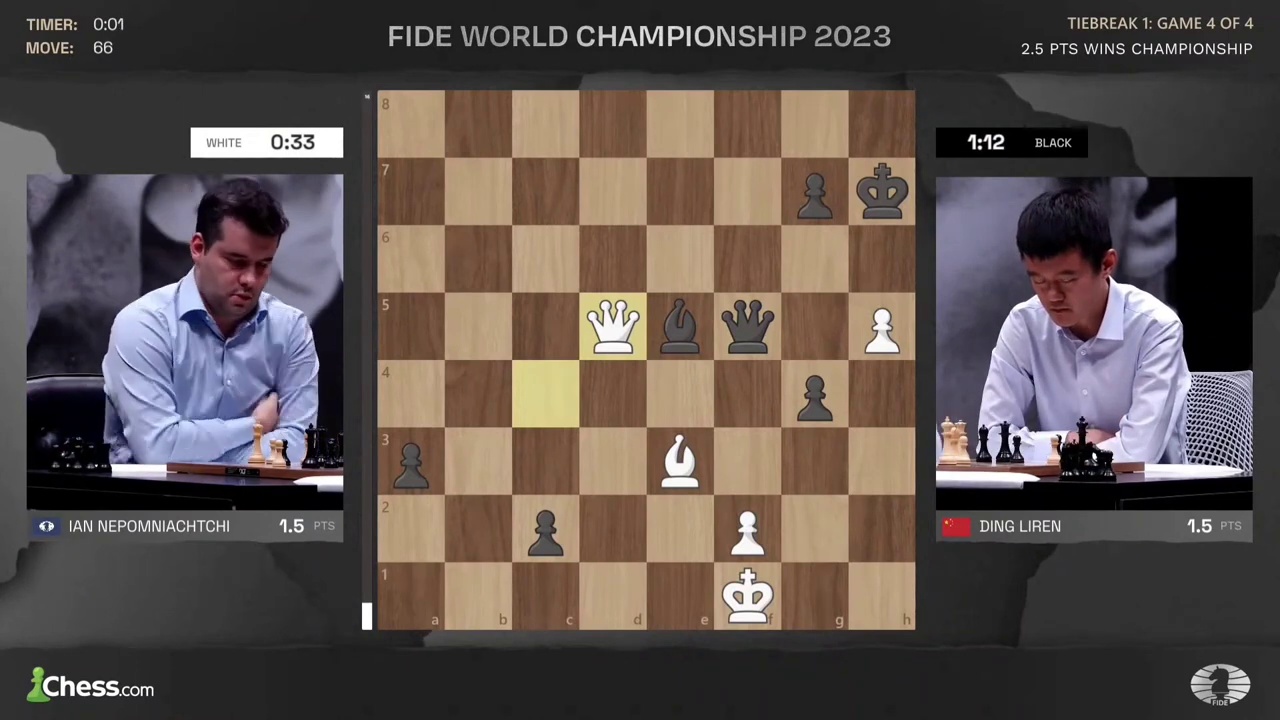 TIMER: 0:01
MOVE: 66
FIDE WORLD CHAMPIONSHIP 2023
TIEBREAK 1: GAME 4 OF 4
2.5 PTS WINS CHAMPIONSHIP
WHITE 0:33
1:12 BLACK
8
7
6
5
4
3
2
1
a b c d e f g h
IAN NEPOMNIACHTCHI 1.5 PTS
DING LIREN 1.5 PTS
Chess.com
FIDE